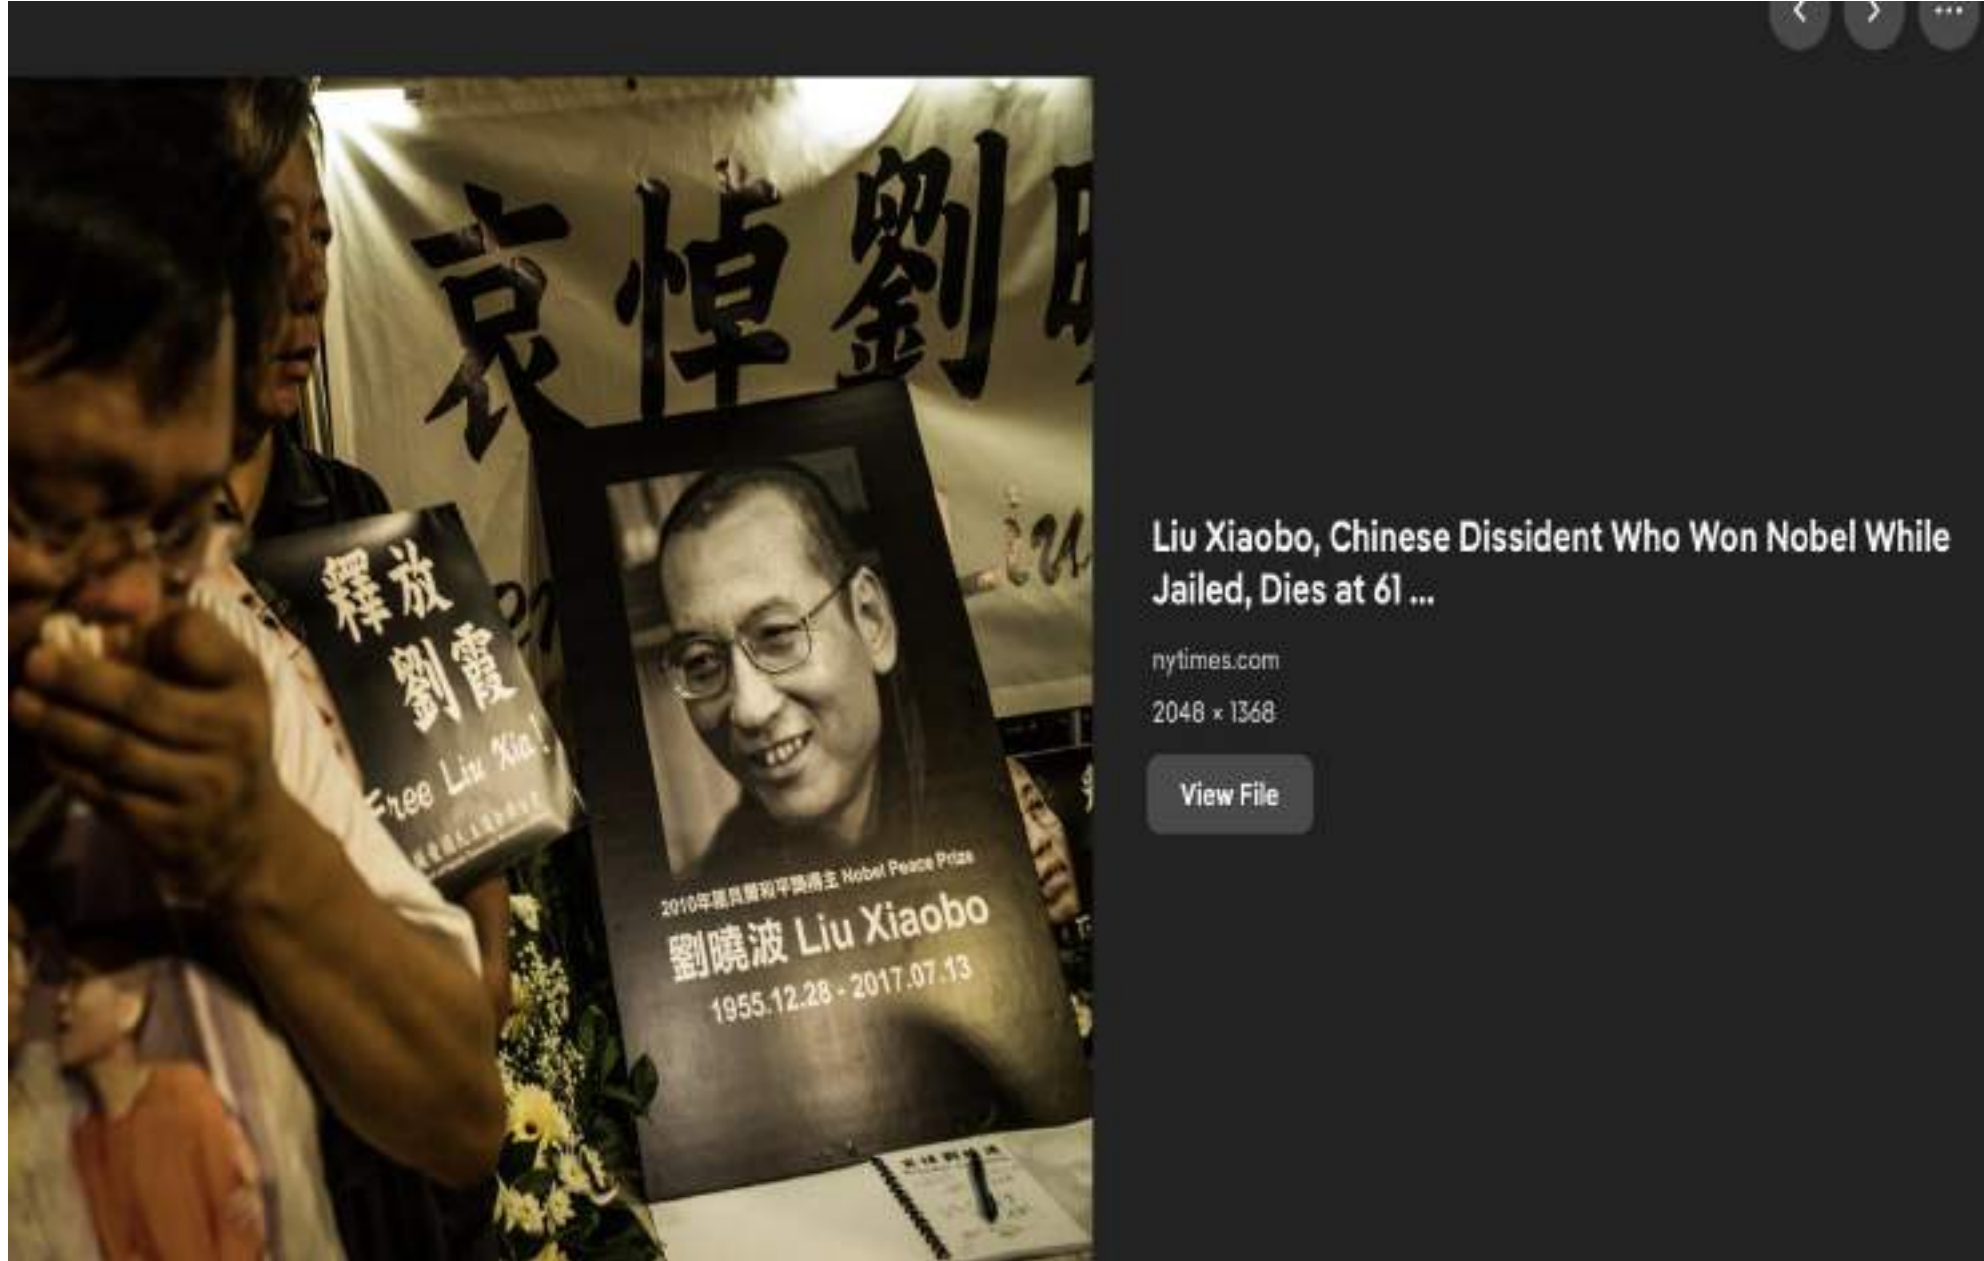 哀悼劉
釋放
劉霞
Free Liu Xia!
2010年諾貝爾和平獎得主 Nobel Peace Prize
劉曉波 Liu Xiaobo
1955.12.28 - 2017.07.13
Liu Xiaobo, Chinese Dissident Who Won Nobel While
Jailed, Dies at 61 ...
nytimes.com
2048 × 1368
View File